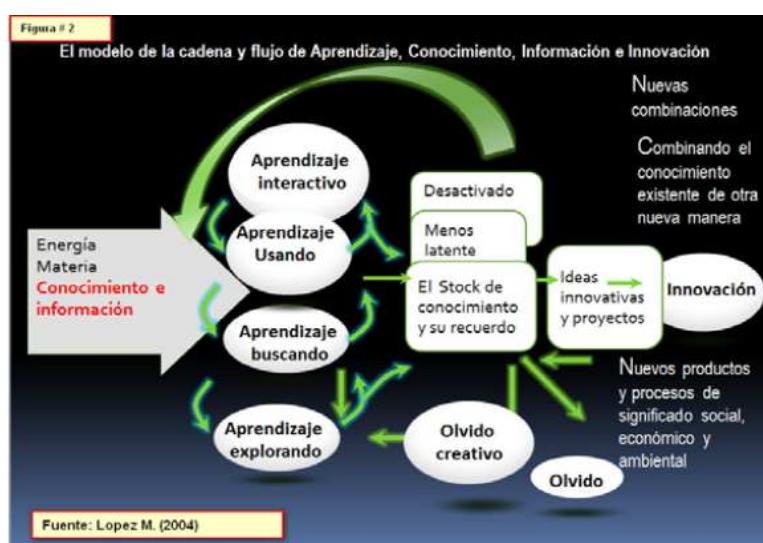 Figura # 2
El modelo de la cadena y flujo de Aprendizaje, Conocimiento, Información e Innovación
Nuevas
combinaciones
Combinando el
conocimiento
existente de otra
nueva manera
Energía
Materia
Conocimiento e
información
Aprendizaje
interactivo
Aprendizaje
Usando
Aprendizaje
buscando
Aprendizaje
explorando
Desactivado
Menos
latente
El Stock de
conocimiento
y su recuerdo
Ideas
innovativas
y proyectos
Innovación
Olvido
creativo
Olvido
Nuevos productos
y procesos de
significado social,
económico y
ambiental
Fuente: Lopez M. (2004)